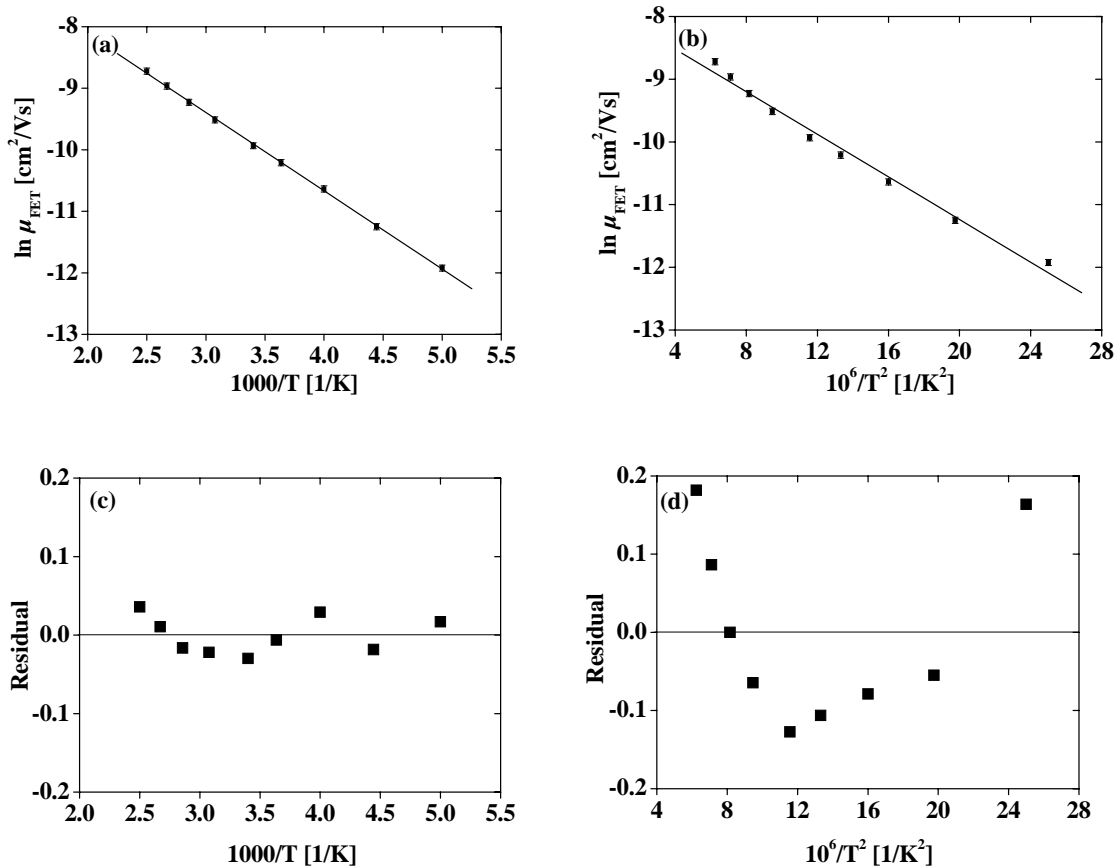 (a)
-8
-9
-10
-11
-12
-13
ln μFET [cm²/Vs]
2.0 2.5 3.0 3.5 4.0 4.5 5.0 5.5
1000/T [1/K]
(b)
-8
-9
-10
-11
-12
-13
ln μFET [cm²/Vs]
4 8 12 16 20 24 28
10⁶/T² [1/K²]
(c)
0.2
0.1
0.0
-0.1
-0.2
Residual
2.0 2.5 3.0 3.5 4.0 4.5 5.0 5.5
1000/T [1/K]
(d)
0.2
0.1
0.0
-0.1
-0.2
Residual
4 8 12 16 20 24 28
10⁶/T² [1/K²]